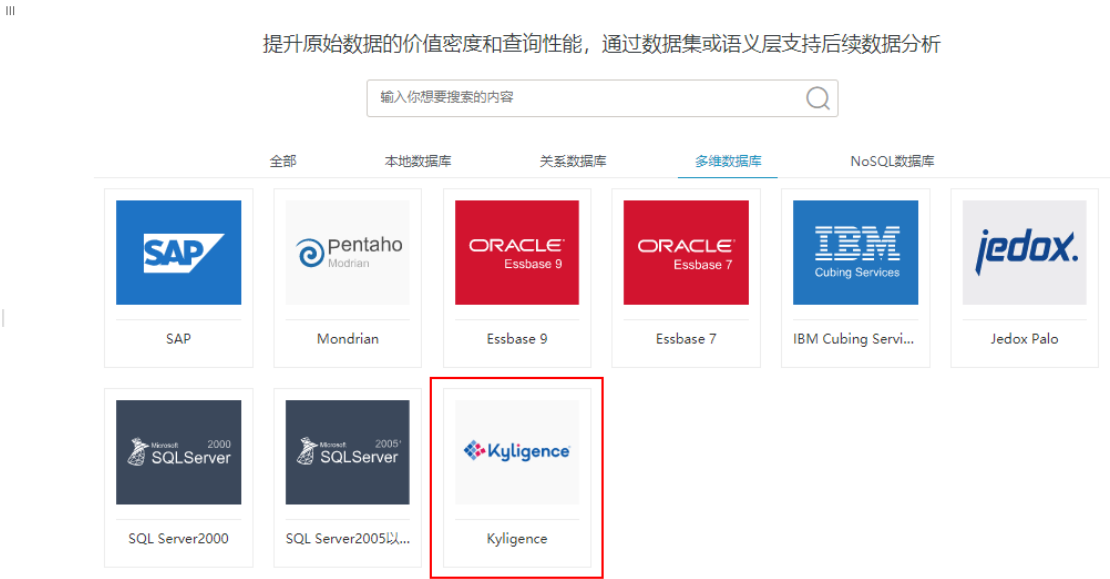 提升原始数据的价值密度和查询性能，通过数据集或语义层支持后续数据分析
输入你想要搜索的内容
全部 本地数据库 关系数据库 多维数据库 NoSQL数据库
SAP
Pentaho
Modrian
ORACLE
Essbase 9
ORACLE
Essbase 7
IBM
Cubing Services
jedox.
SAP Mondrian Essbase 9 Essbase 7 IBM Cubing Servi... Jedox Palo
Microsoft 2000
SQLServer
Microsoft 2005+
SQLServer
Kyligence
SQL Server2000 SQL Server2005以... Kyligence